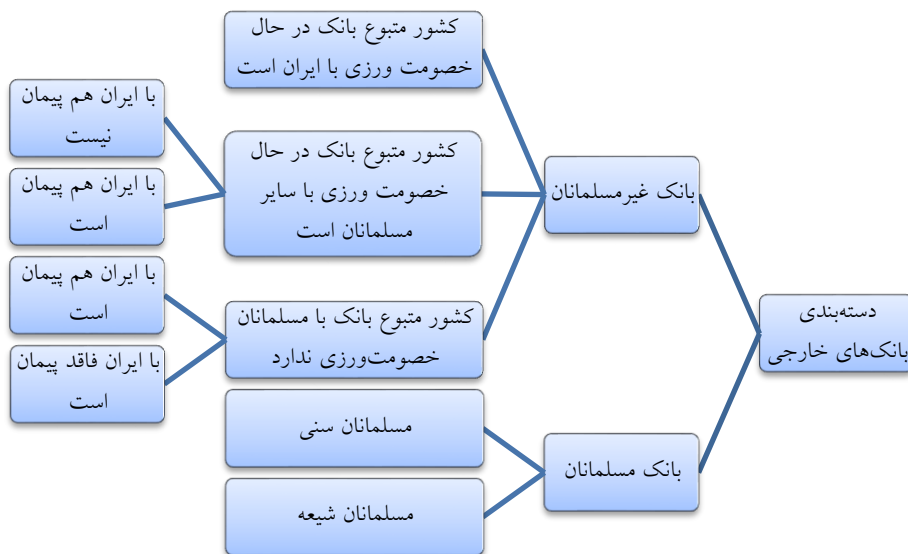 دسته‌بندی
بانک‌های خارجی
بانک غیرمسلمانان
کشور متبوع بانک در حال
خصومت ورزی با ایران است
کشور متبوع بانک در حال
خصومت ورزی با سایر
مسلمانان است
با ایران هم پیمان
نیست
با ایران هم پیمان
است
کشور متبوع بانک با مسلمانان
خصومت‌ورزی ندارد
با ایران هم پیمان
است
با ایران فاقد پیمان
است
بانک مسلمانان
مسلمانان سنی
مسلمانان شیعه